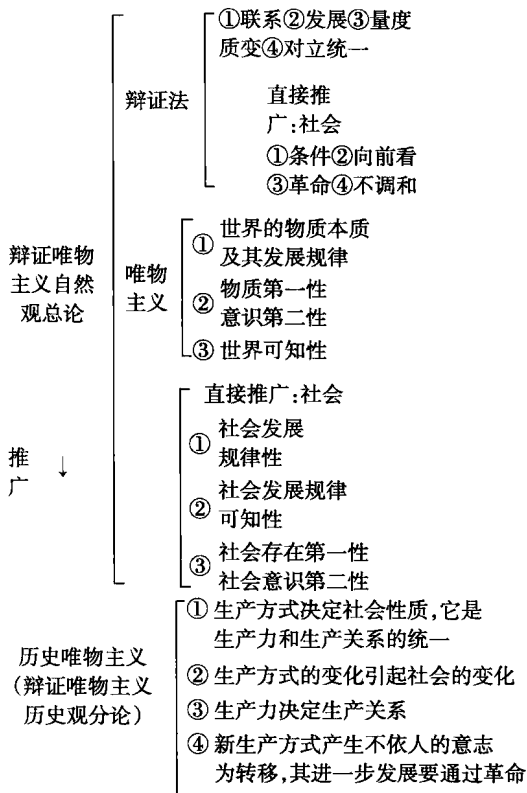 ①联系②发展③量度
质变④对立统一
辩证法
直接推
广:社会
①条件②向前看
③革命④不调和
辩证唯物
主义自然
观总论
唯物
主义
① 世界的物质本质
及其发展规律
② 物质第一性
意识第二性
③ 世界可知性
推
广
↓
直接推广:社会
① 社会发展
规律性
② 社会发展规律
可知性
③ 社会存在第一性
社会意识第二性
历史唯物主义
(辩证唯物主义
历史观分论)
① 生产方式决定社会性质,它是
生产力和生产关系的统一
② 生产方式的变化引起社会的变化
③ 生产力决定生产关系
④ 新生产方式产生不依人的意志
为转移,其进一步发展要通过革命